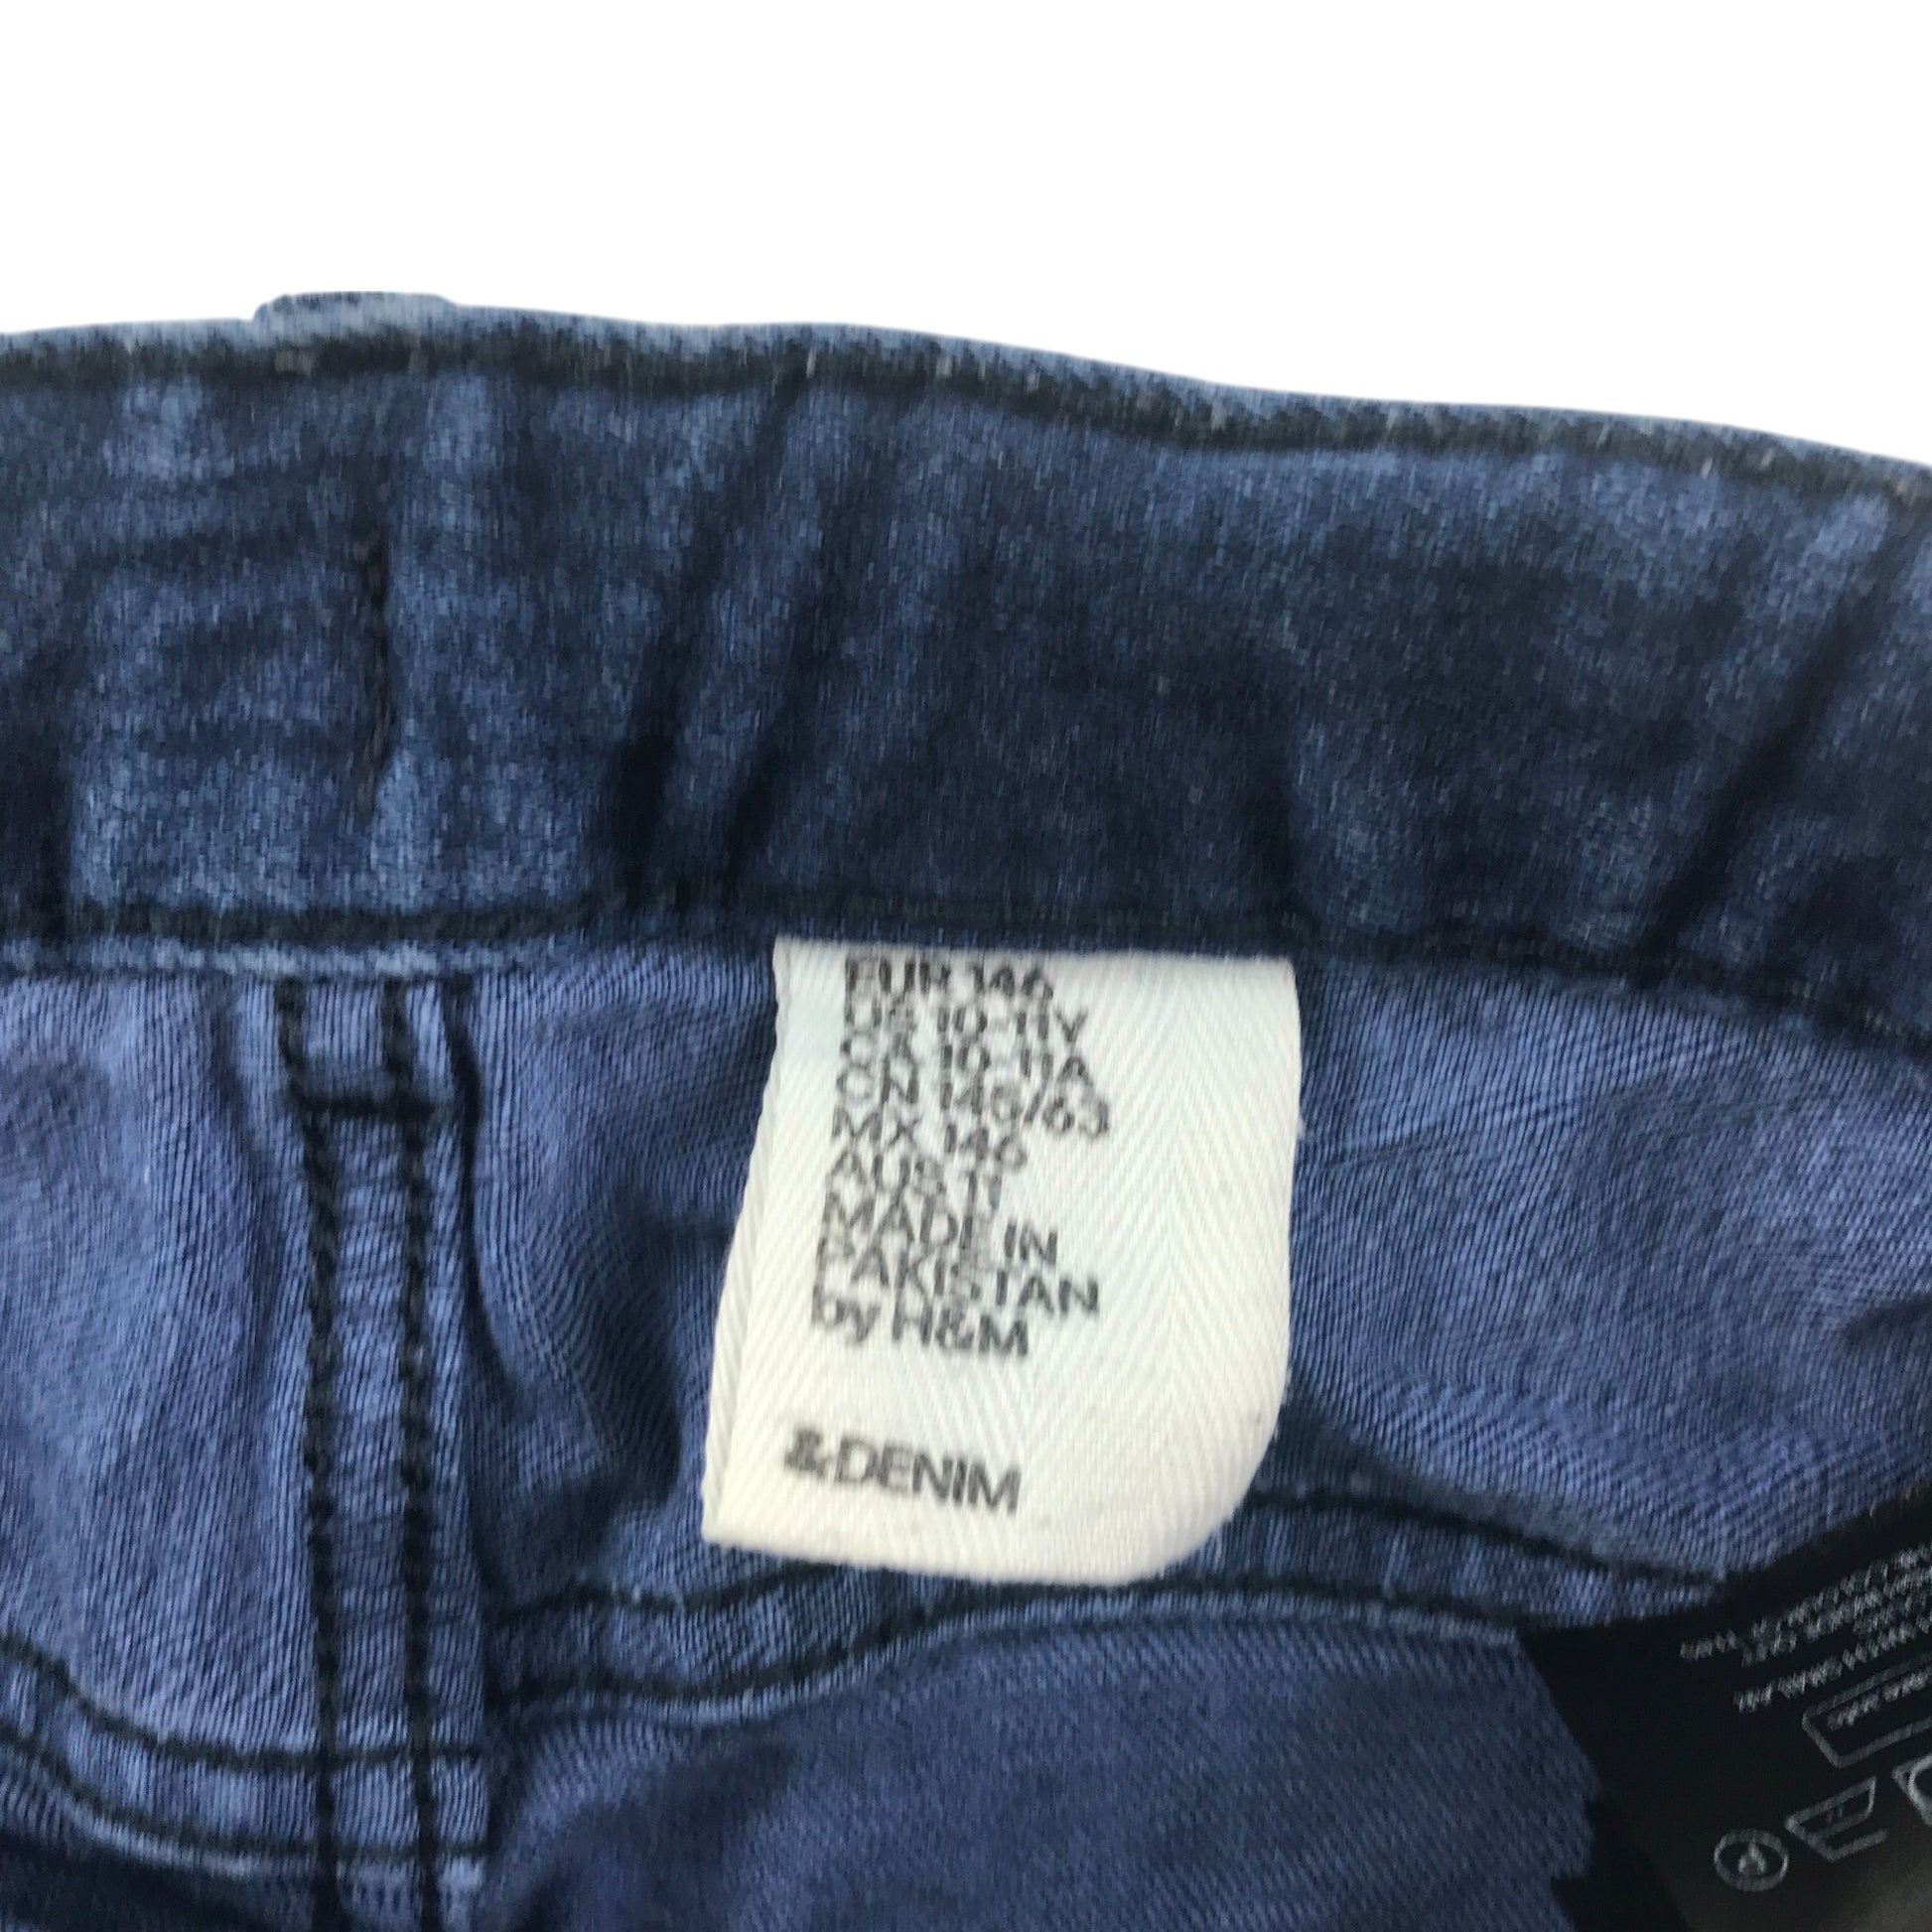 EUR 146
US 10-11Y
CA 10-11A
CN 146/63
MX 146
AUS 11
MADE IN
PAKISTAN
by H&M
&DENIM